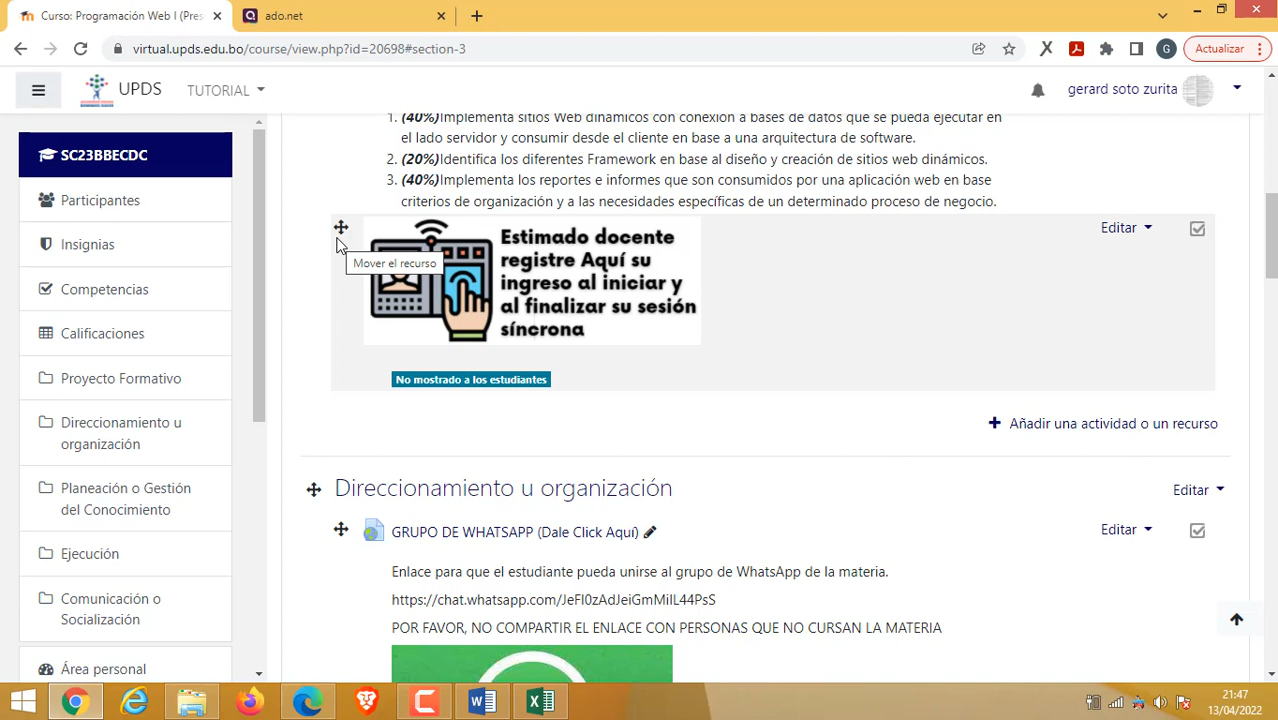 Curso: Programación Web I (Pres
ado.net
virtual.upds.edu.bo/course/view.php?id=20698#section-3
G
Actualizar
UPDS
TUTORIAL
gerard soto zurita
SC23BBECDC
Participantes
Insignias
Competencias
Calificaciones
Proyecto Formativo
Direccionamiento u
organización
Planeación o Gestión
del Conocimiento
Ejecución
Comunicación o
Socialización
Área personal
1. (40%)Implementa sitios Web dinamicos con conexión a bases de datos que se pueda ejecutar en
el lado servidor y consumir desde el cliente en base a una arquitectura de software.
2. (20%)Identifica los diferentes Framework en base al diseño y creación de sitios web dinámicos.
3. (40%)Implementa los reportes e informes que son consumidos por una aplicación web en base
criterios de organización y a las necesidades específicas de un determinado proceso de negocio.
Mover el recurso
Estimado docente
registre Aquí su
ingreso al iniciar y
al finalizar su sesión
síncrona
Editar
No mostrado a los estudiantes
Añadir una actividad o un recurso
Direccionamiento u organización
Editar
GRUPO DE WHATSAPP (Dale Click Aquí)
Editar
Enlace para que el estudiante pueda unirse al grupo de WhatsApp de la materia.
https://chat.whatsapp.com/JeFI0zAdJeiGmMiIL44PsS
POR FAVOR, NO COMPARTIR EL ENLACE CON PERSONAS QUE NO CURSAN LA MATERIA
21:47
13/04/2022